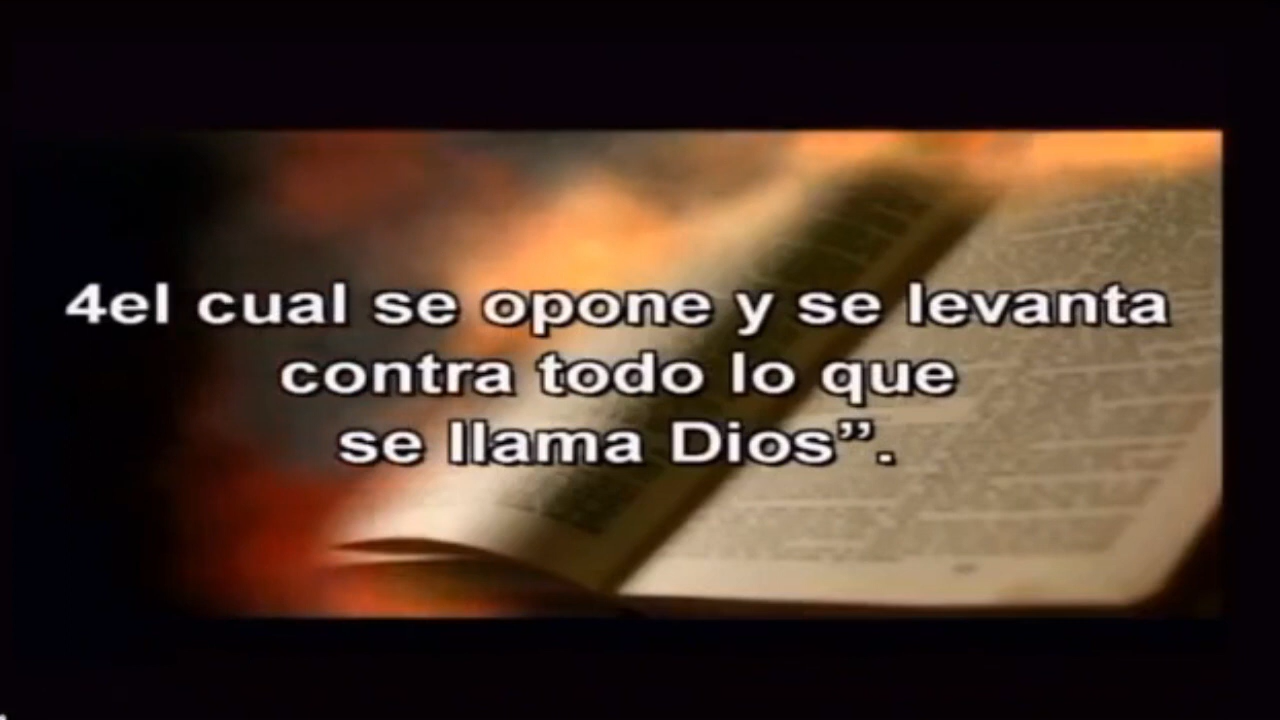 4el cual se opone y se levanta
contra todo lo que
se llama Dios”.